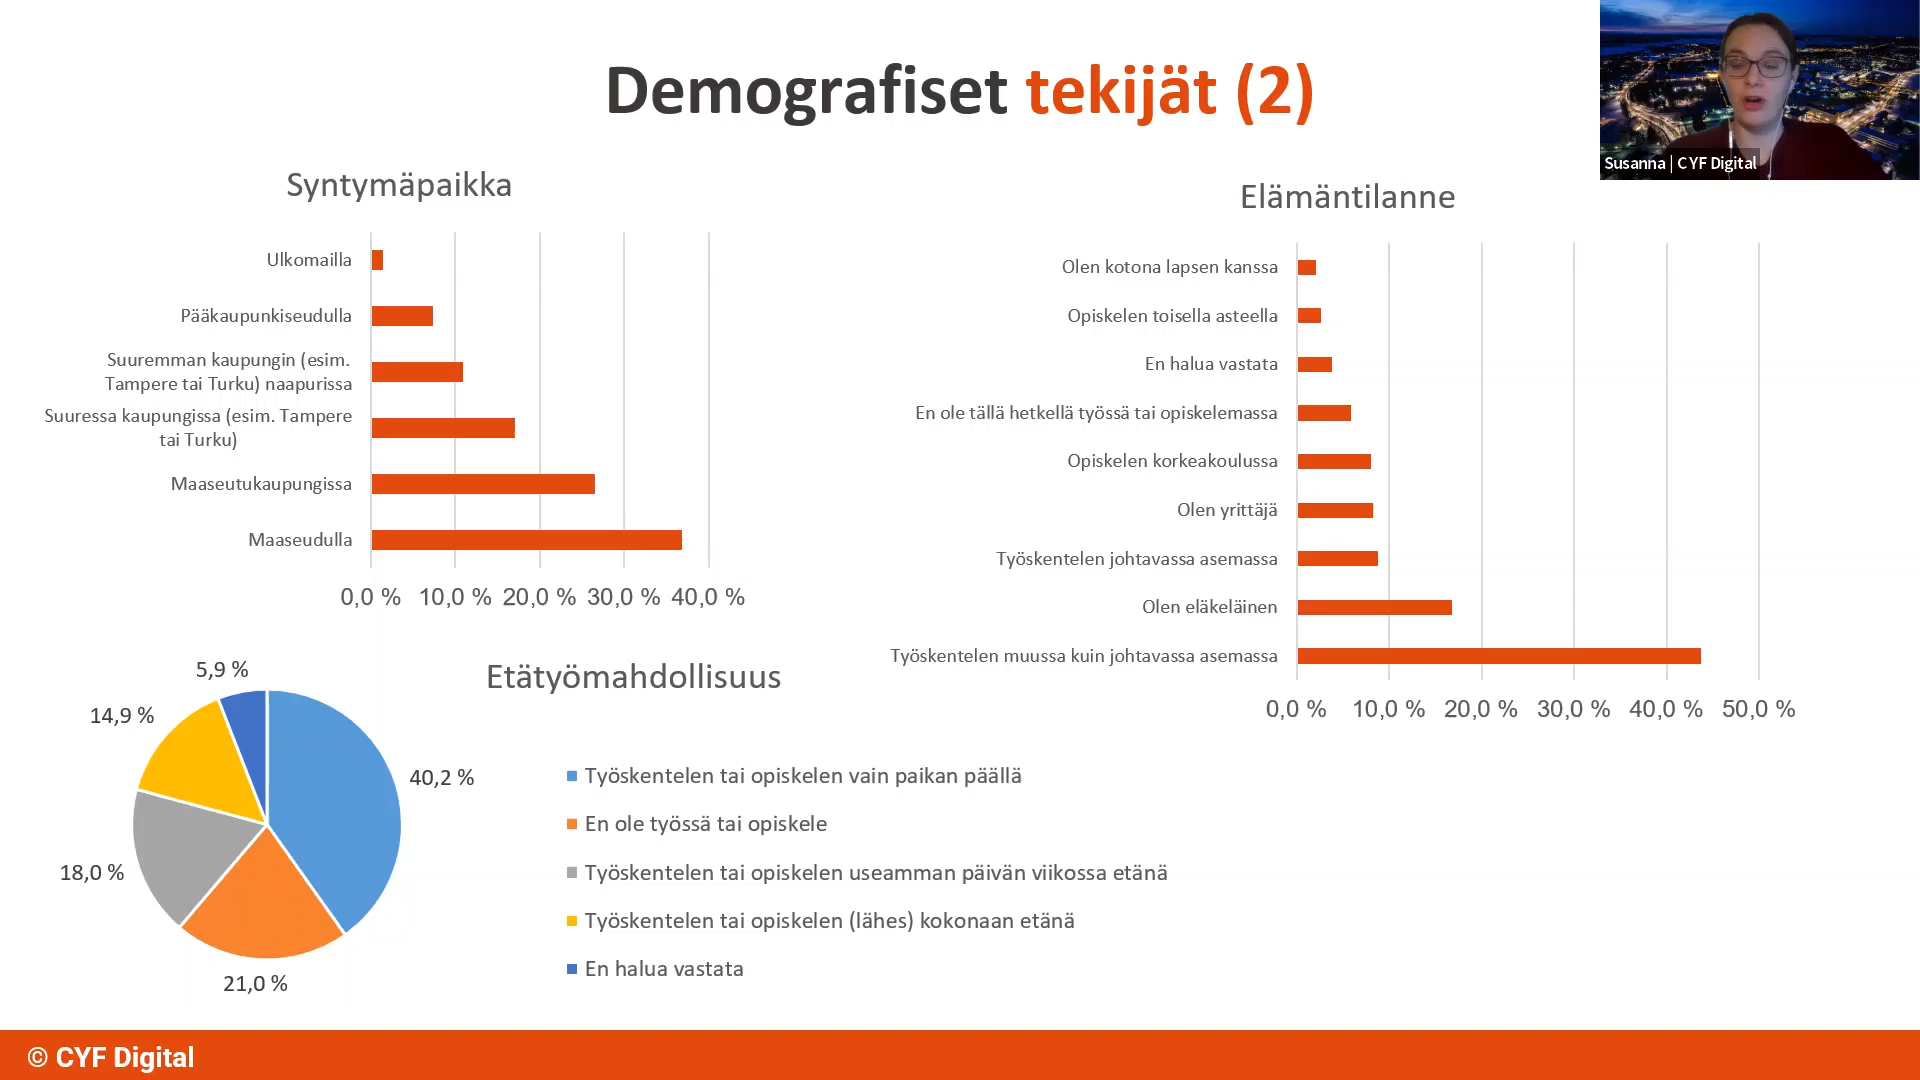 Demografiset tekijät (2)
Susanna | CYF Digital
Syntymäpaikka
Ulkomailla
Pääkaupunkiseudulla
Suuremman kaupungin (esim.
Tampere tai Turku) naapurissa
Suuressa kaupungissa (esim. Tampere
tai Turku)
Maaseutukaupungissa
Maaseudulla
0,0 % 10,0 % 20,0 % 30,0 % 40,0 %
Elämäntilanne
Olen kotona lapsen kanssa
Opiskelen toisella asteella
En halua vastata
En ole tällä hetkellä työssä tai opiskelemassa
Opiskelen korkeakoulussa
Olen yrittäjä
Työskentelen johtavassa asemassa
Olen eläkeläinen
Työskentelen muussa kuin johtavassa asemassa
0,0 % 10,0 % 20,0 % 30,0 % 40,0 % 50,0 %
Etätyömahdollisuus
5,9 %
14,9 %
40,2 %
18,0 %
21,0 %
Työskentelen tai opiskelen vain paikan päällä
En ole työssä tai opiskele
Työskentelen tai opiskelen useamman päivän viikossa etänä
Työskentelen tai opiskelen (lähes) kokonaan etänä
En halua vastata
© CYF Digital